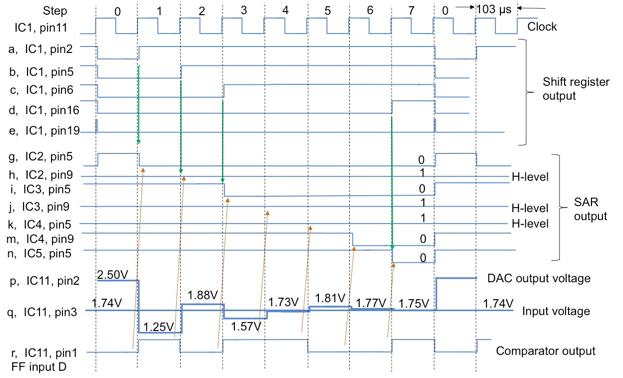 Step 0 1 2 3 4 5 6 7 0 103 µs
IC1, pin11 Clock
a, IC1, pin2
b, IC1, pin5
c, IC1, pin6
d, IC1, pin16
e, IC1, pin19
Shift register
output
g, IC2, pin5 0
h, IC2, pin9 1 H-level
i, IC3, pin5 0
j, IC3, pin9 1 H-level
k, IC4, pin5 1 H-level
m, IC4, pin9 0
n, IC5, pin5 0
SAR
output
p, IC11, pin2 2.50V DAC output voltage
1.74V 1.88V 1.73V 1.81V 1.77V 1.75V 1.74V
q, IC11, pin3 Input voltage
1.25V 1.57V
r, IC11, pin1 Comparator output
FF input D